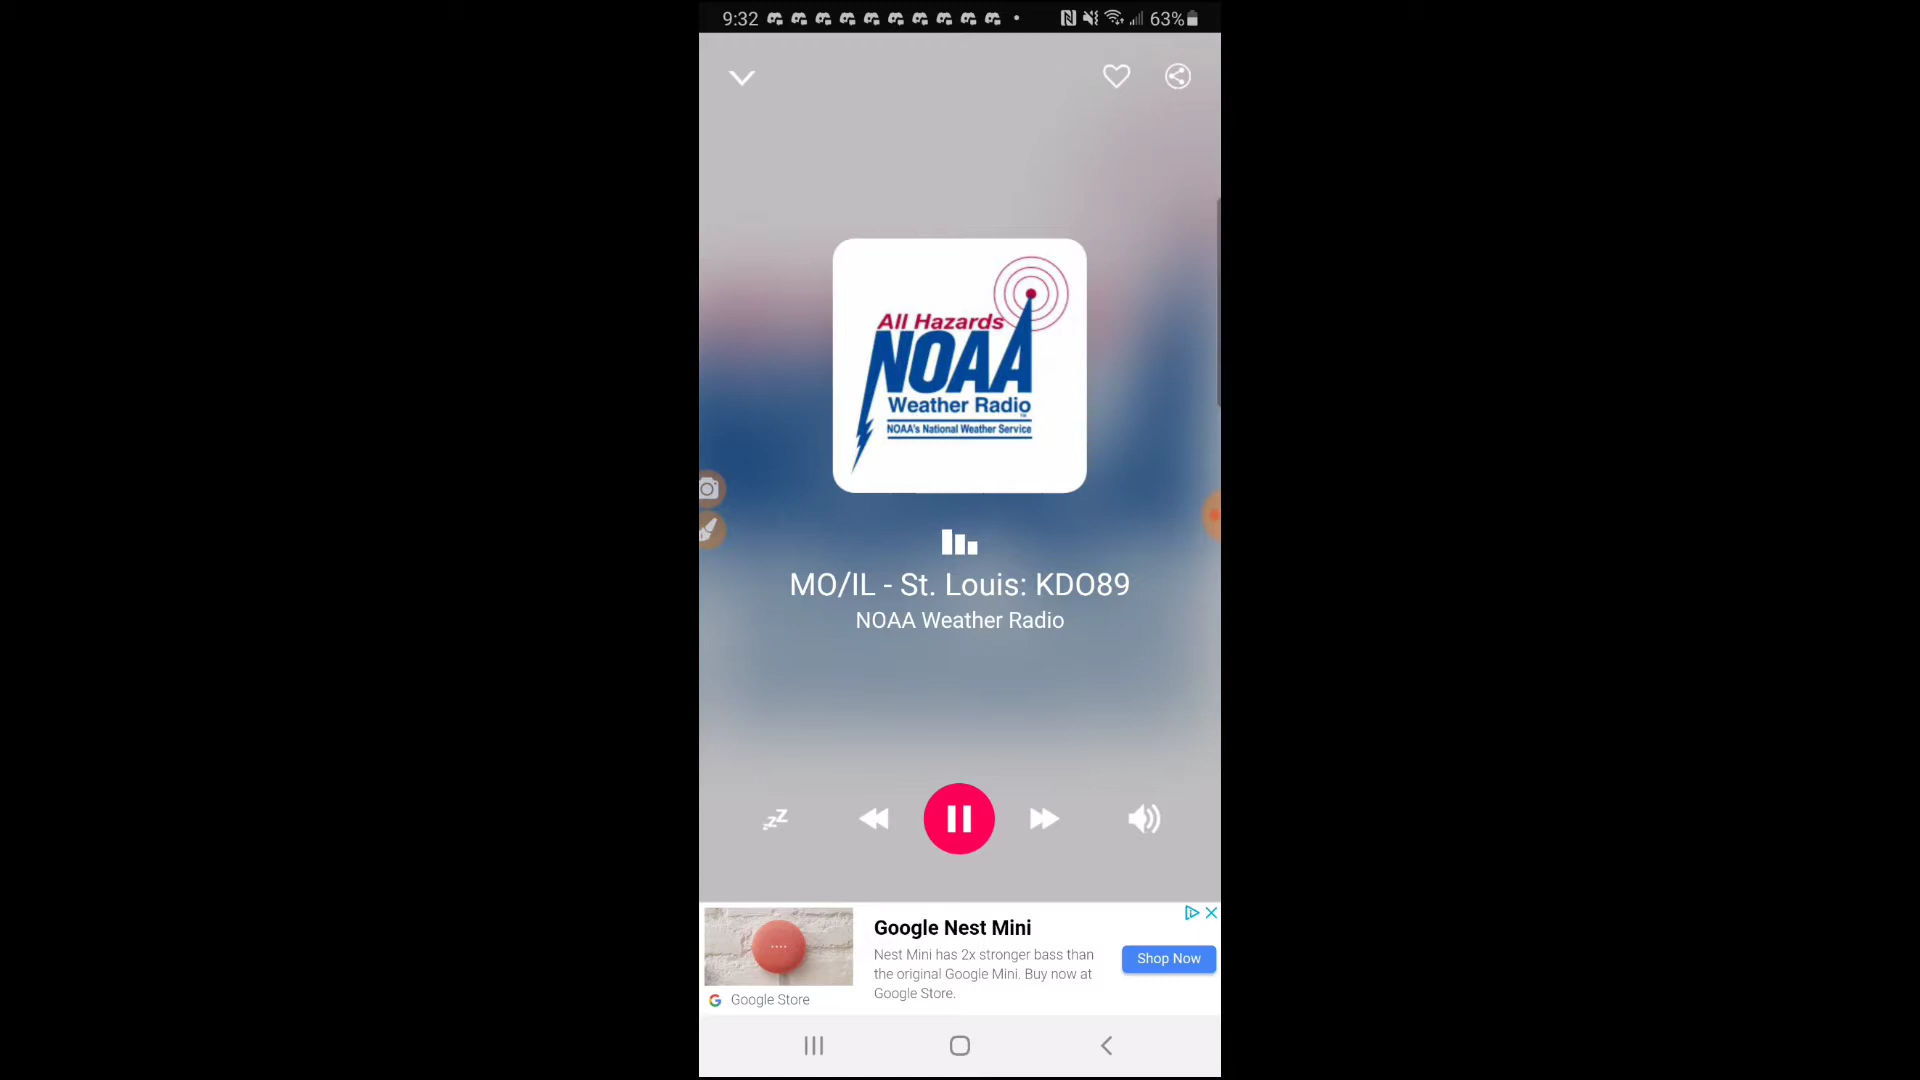 9:32 63%
All Hazards
NOAA
Weather Radio
TM
NOAA's National Weather Service
MO/IL - St. Louis: KDO89
NOAA Weather Radio
Google Nest Mini
Nest Mini has 2x stronger bass than
the original Google Mini. Buy now at
Google Store.
Shop Now
Google Store